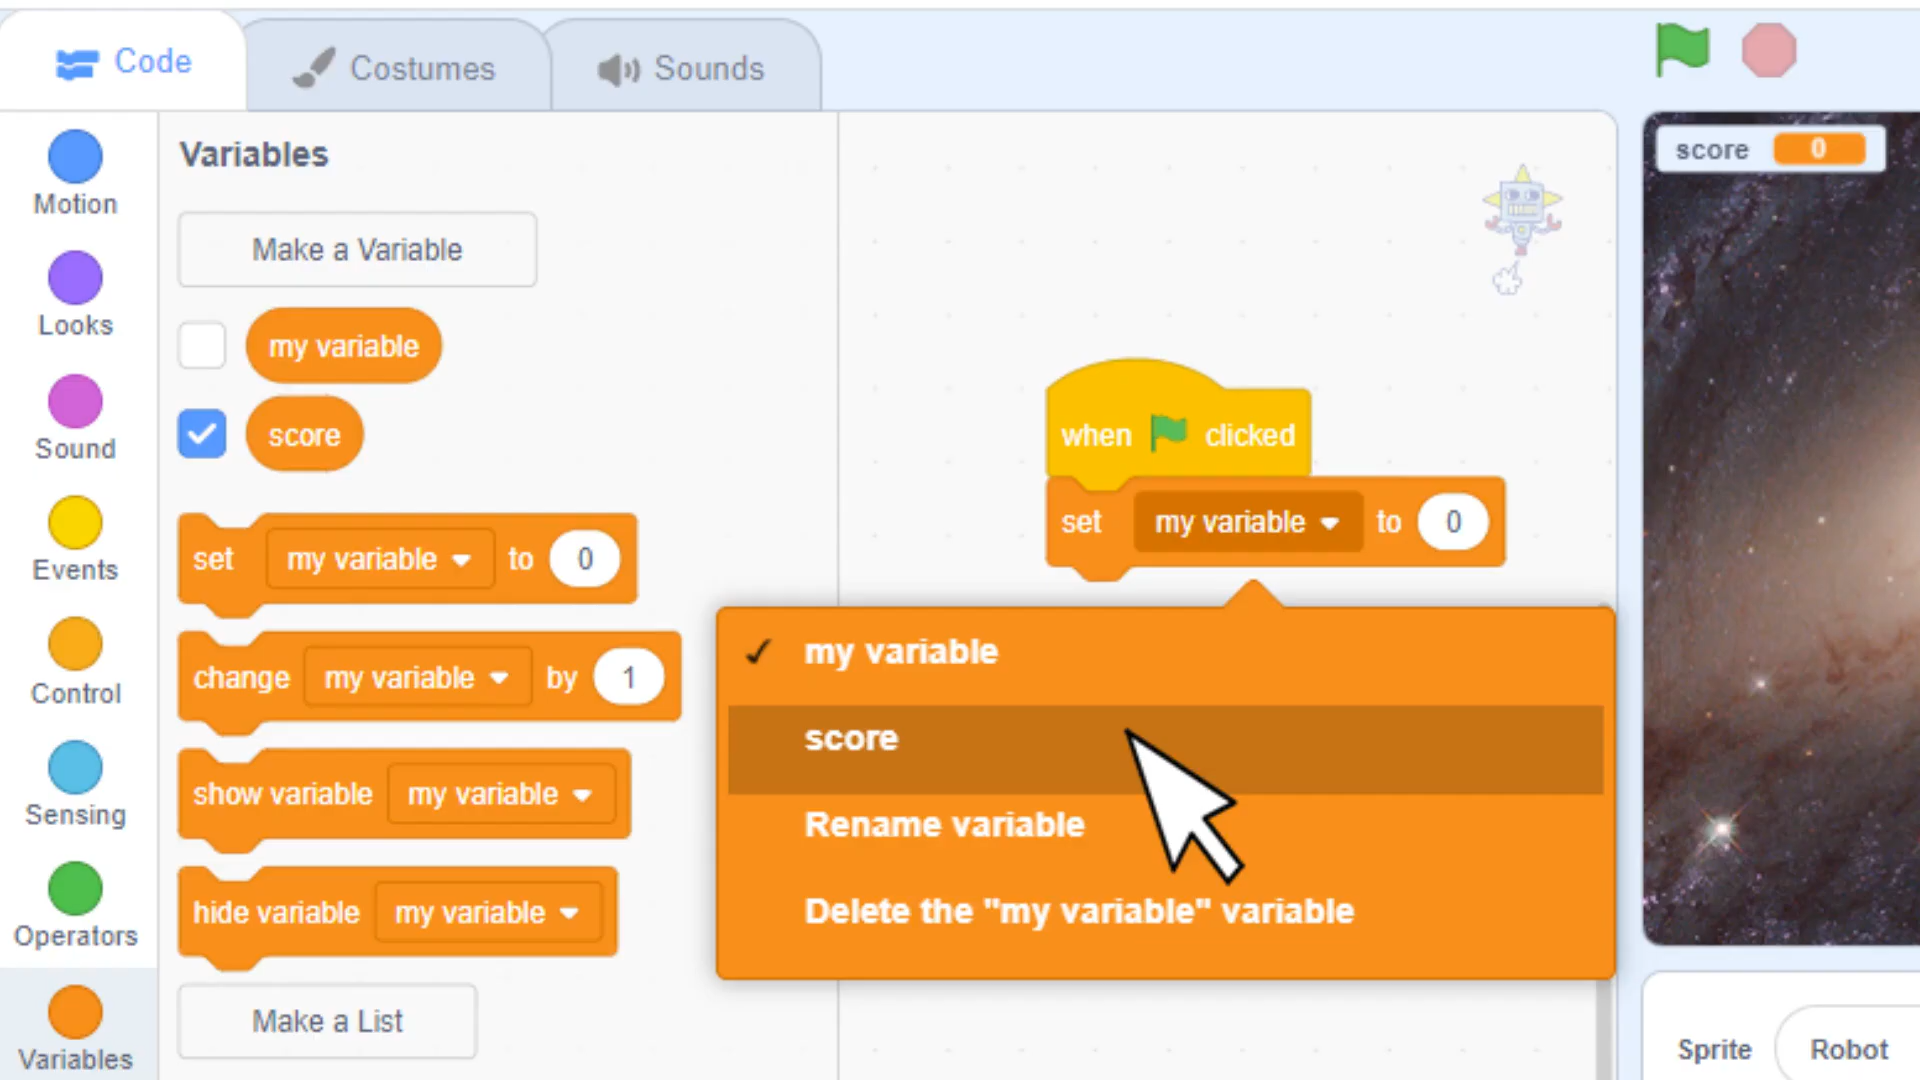 Code
Costumes
Sounds
Motion
Looks
Sound
Events
Control
Sensing
Operators
Variables
Variables
Make a Variable
my variable
score
set my variable to 0
change my variable by 1
show variable my variable
hide variable my variable
Make a List
when clicked
set my variable to 0
✓ my variable
score
Rename variable
Delete the "my variable" variable
score 0
Sprite Robot